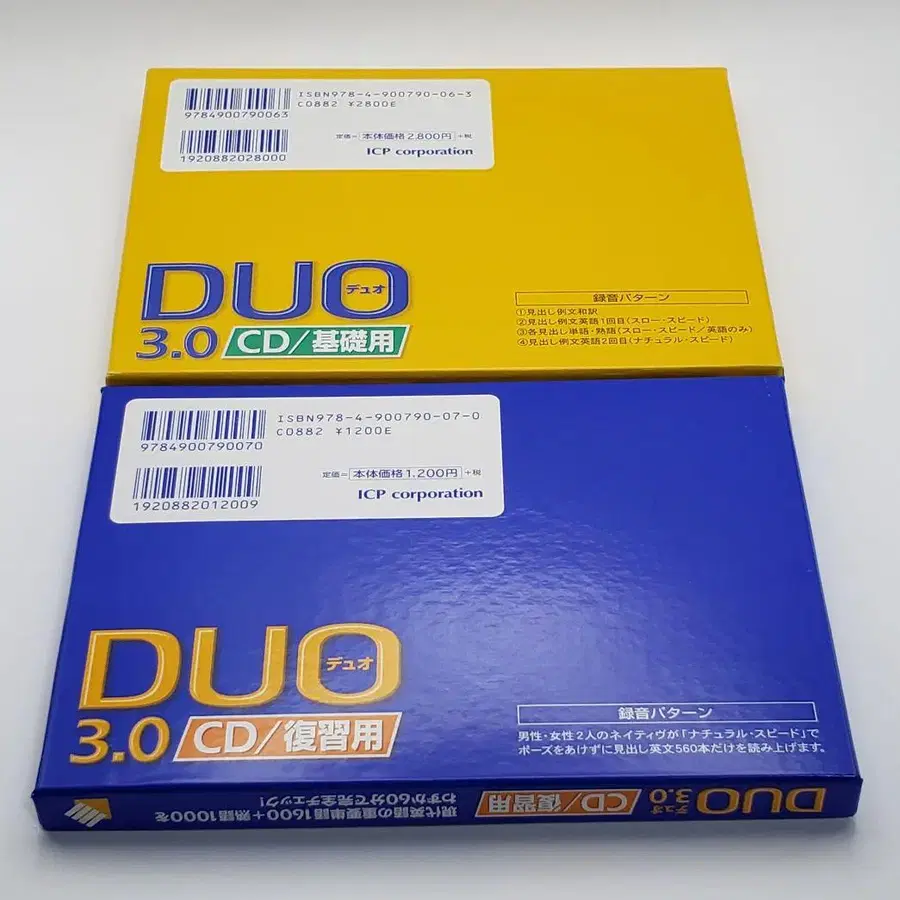 ISBN978-4-900790-06-3
C0882 ¥2800E
9784900790063
定価=本体価格2.800円+税
1920882028000
ICP corporation
DUO
デュオ
3.0 CD/基礎用
録音パターン
①見出し例文和訳
②見出し例文英語1回目(スロー・スピード)
③各見出し単語・熟語(スロー・スピード/英語のみ)
④見出し例文英語2回目(ナチュラル・スピード)
ISBN978-4-900790-07-0
C0882 ¥1200E
9784900790070
定価=本体価格1.200円+税
1920882012009
ICP corporation
DUO
デュオ
3.0 CD/復習用
録音パターン
男性・女性2人のネイティヴが「ナチュラル・スピード」で
ポーズをあけずに見出し英文560本だけを読み上げます。
DUO
デュオ
3.0 CD/復習用
現代英語の重要単語1600+熟語1000を
わずか60分で完全チェック!